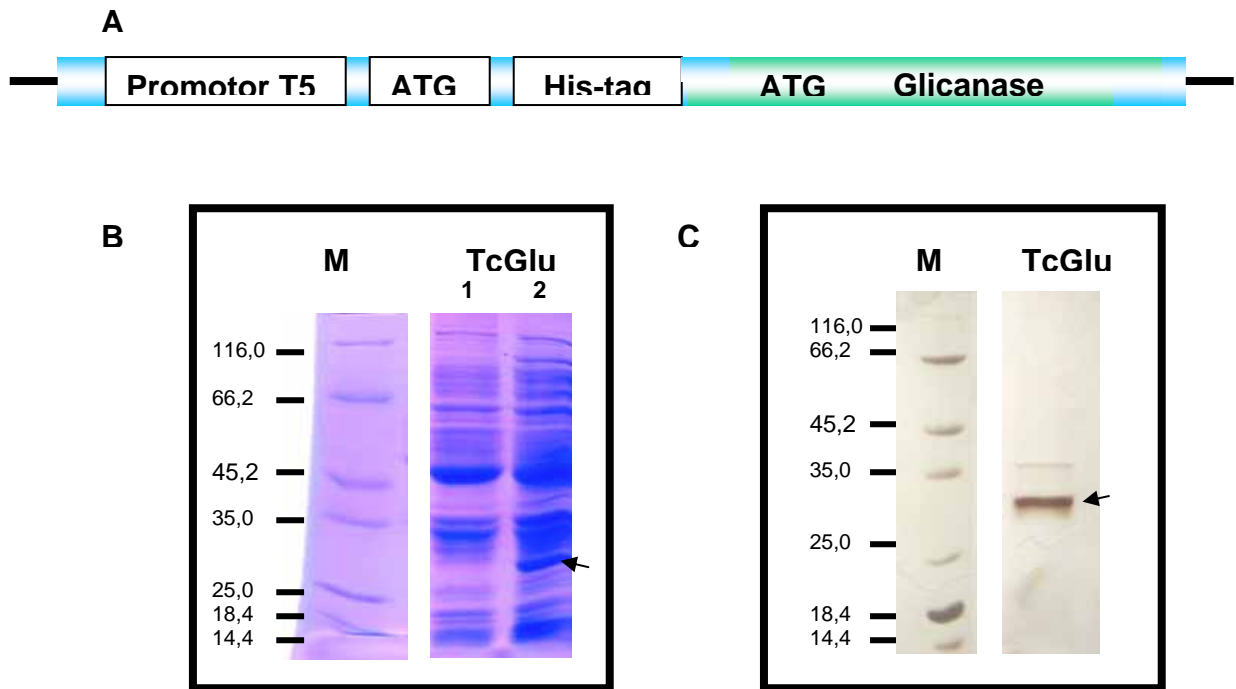 A
Promotor T5 ATG His-tag ATG Glicanase
B
M TcGlu
1 2
116,0
66,2
45,2
35,0
25,0
18,4
14,4
C
M TcGlu
116,0
66,2
45,2
35,0
25,0
18,4
14,4